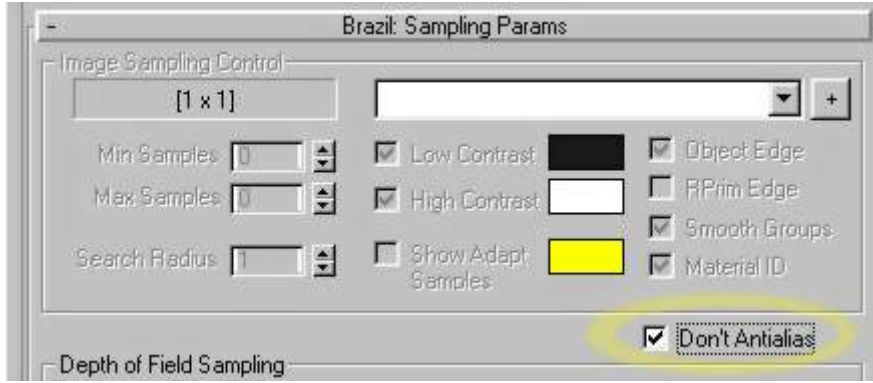 - Brazil: Sampling Params
Image Sampling Control
[1 x 1] +
Min Samples 0 Low Contrast Object Edge
Max Samples 0 High Contrast RPrim Edge
Smooth Groups
Search Radius 1 Show Adapt Samples Material ID
Don't Antialias
Depth of Field Sampling